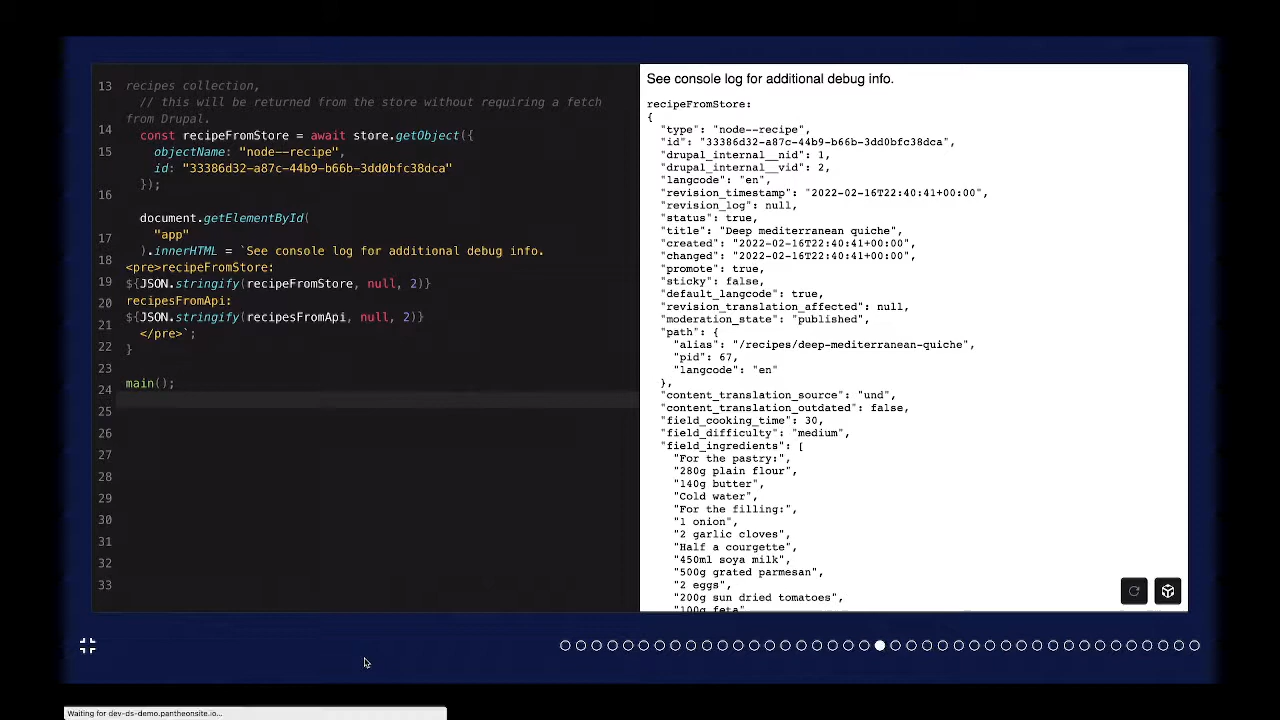 13 recipes collection,
// this will be returned from the store without requiring a fetch
from Drupal.
14 const recipeFromStore = await store.getObject({
15 objectName: "node--recipe",
id: "33386d32-a87c-44b9-b66b-3dd0bfc38dca"
16 });
document.getElementById(
17 "app"
18 ).innerHTML = `See console log for additional debug info.
<pre>recipeFromStore:
19 ${JSON.stringify(recipeFromStore, null, 2)}
20 recipesFromApi:
21 ${JSON.stringify(recipesFromApi, null, 2)}
</pre>`;
22 }
23
24 main();
25
26
27
28
29
30
31
32
33
See console log for additional debug info.
recipeFromStore:
{
"type": "node--recipe",
"id": "33386d32-a87c-44b9-b66b-3dd0bfc38dca",
"drupal_internal__nid": 1,
"drupal_internal__vid": 2,
"langcode": "en",
"revision_timestamp": "2022-02-16T22:40:41+00:00",
"revision_log": null,
"status": true,
"title": "Deep mediterranean quiche",
"created": "2022-02-16T22:40:41+00:00",
"changed": "2022-02-16T22:40:41+00:00",
"promote": true,
"sticky": false,
"default_langcode": true,
"revision_translation_affected": null,
"moderation_state": "published",
"path": {
"alias": "/recipes/deep-mediterranean-quiche",
"pid": 67,
"langcode": "en"
},
"content_translation_source": "und",
"content_translation_outdated": false,
"field_cooking_time": 30,
"field_difficulty": "medium",
"field_ingredients": [
"For the pastry:",
"280g plain flour",
"140g butter",
"Cold water",
"For the filling:",
"1 onion",
"2 garlic cloves",
"Half a courgette",
"450ml soya milk",
"500g grated parmesan",
"2 eggs",
"200g sun dried tomatoes",
"100g feta",
Waiting for dev-ds-demo.pantheonsite.io...